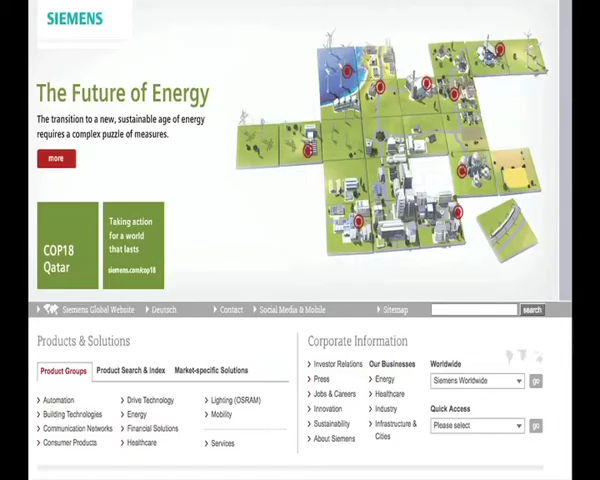 SIEMENS
The Future of Energy
The transition to a new, sustainable age of energy
requires a complex puzzle of measures.
more
COP18
Qatar
Taking action
for a world
that lasts
siemens.com/cop18
Siemens Global Website
Deutsch
Contact
Social Media & Mobile
Sitemap
search
Products & Solutions
Product Groups
Product Search & Index
Market-specific Solutions
Automation
Building Technologies
Communication Networks
Consumer Products
Drive Technology
Energy
Financial Solutions
Healthcare
Lighting (OSRAM)
Mobility
Services
Corporate Information
Investor Relations
Press
Jobs & Careers
Innovation
Sustainability
About Siemens
Our Businesses
Energy
Healthcare
Industry
Infrastructure &
Cities
Worldwide
Siemens Worldwide
go
Quick Access
Please select
go